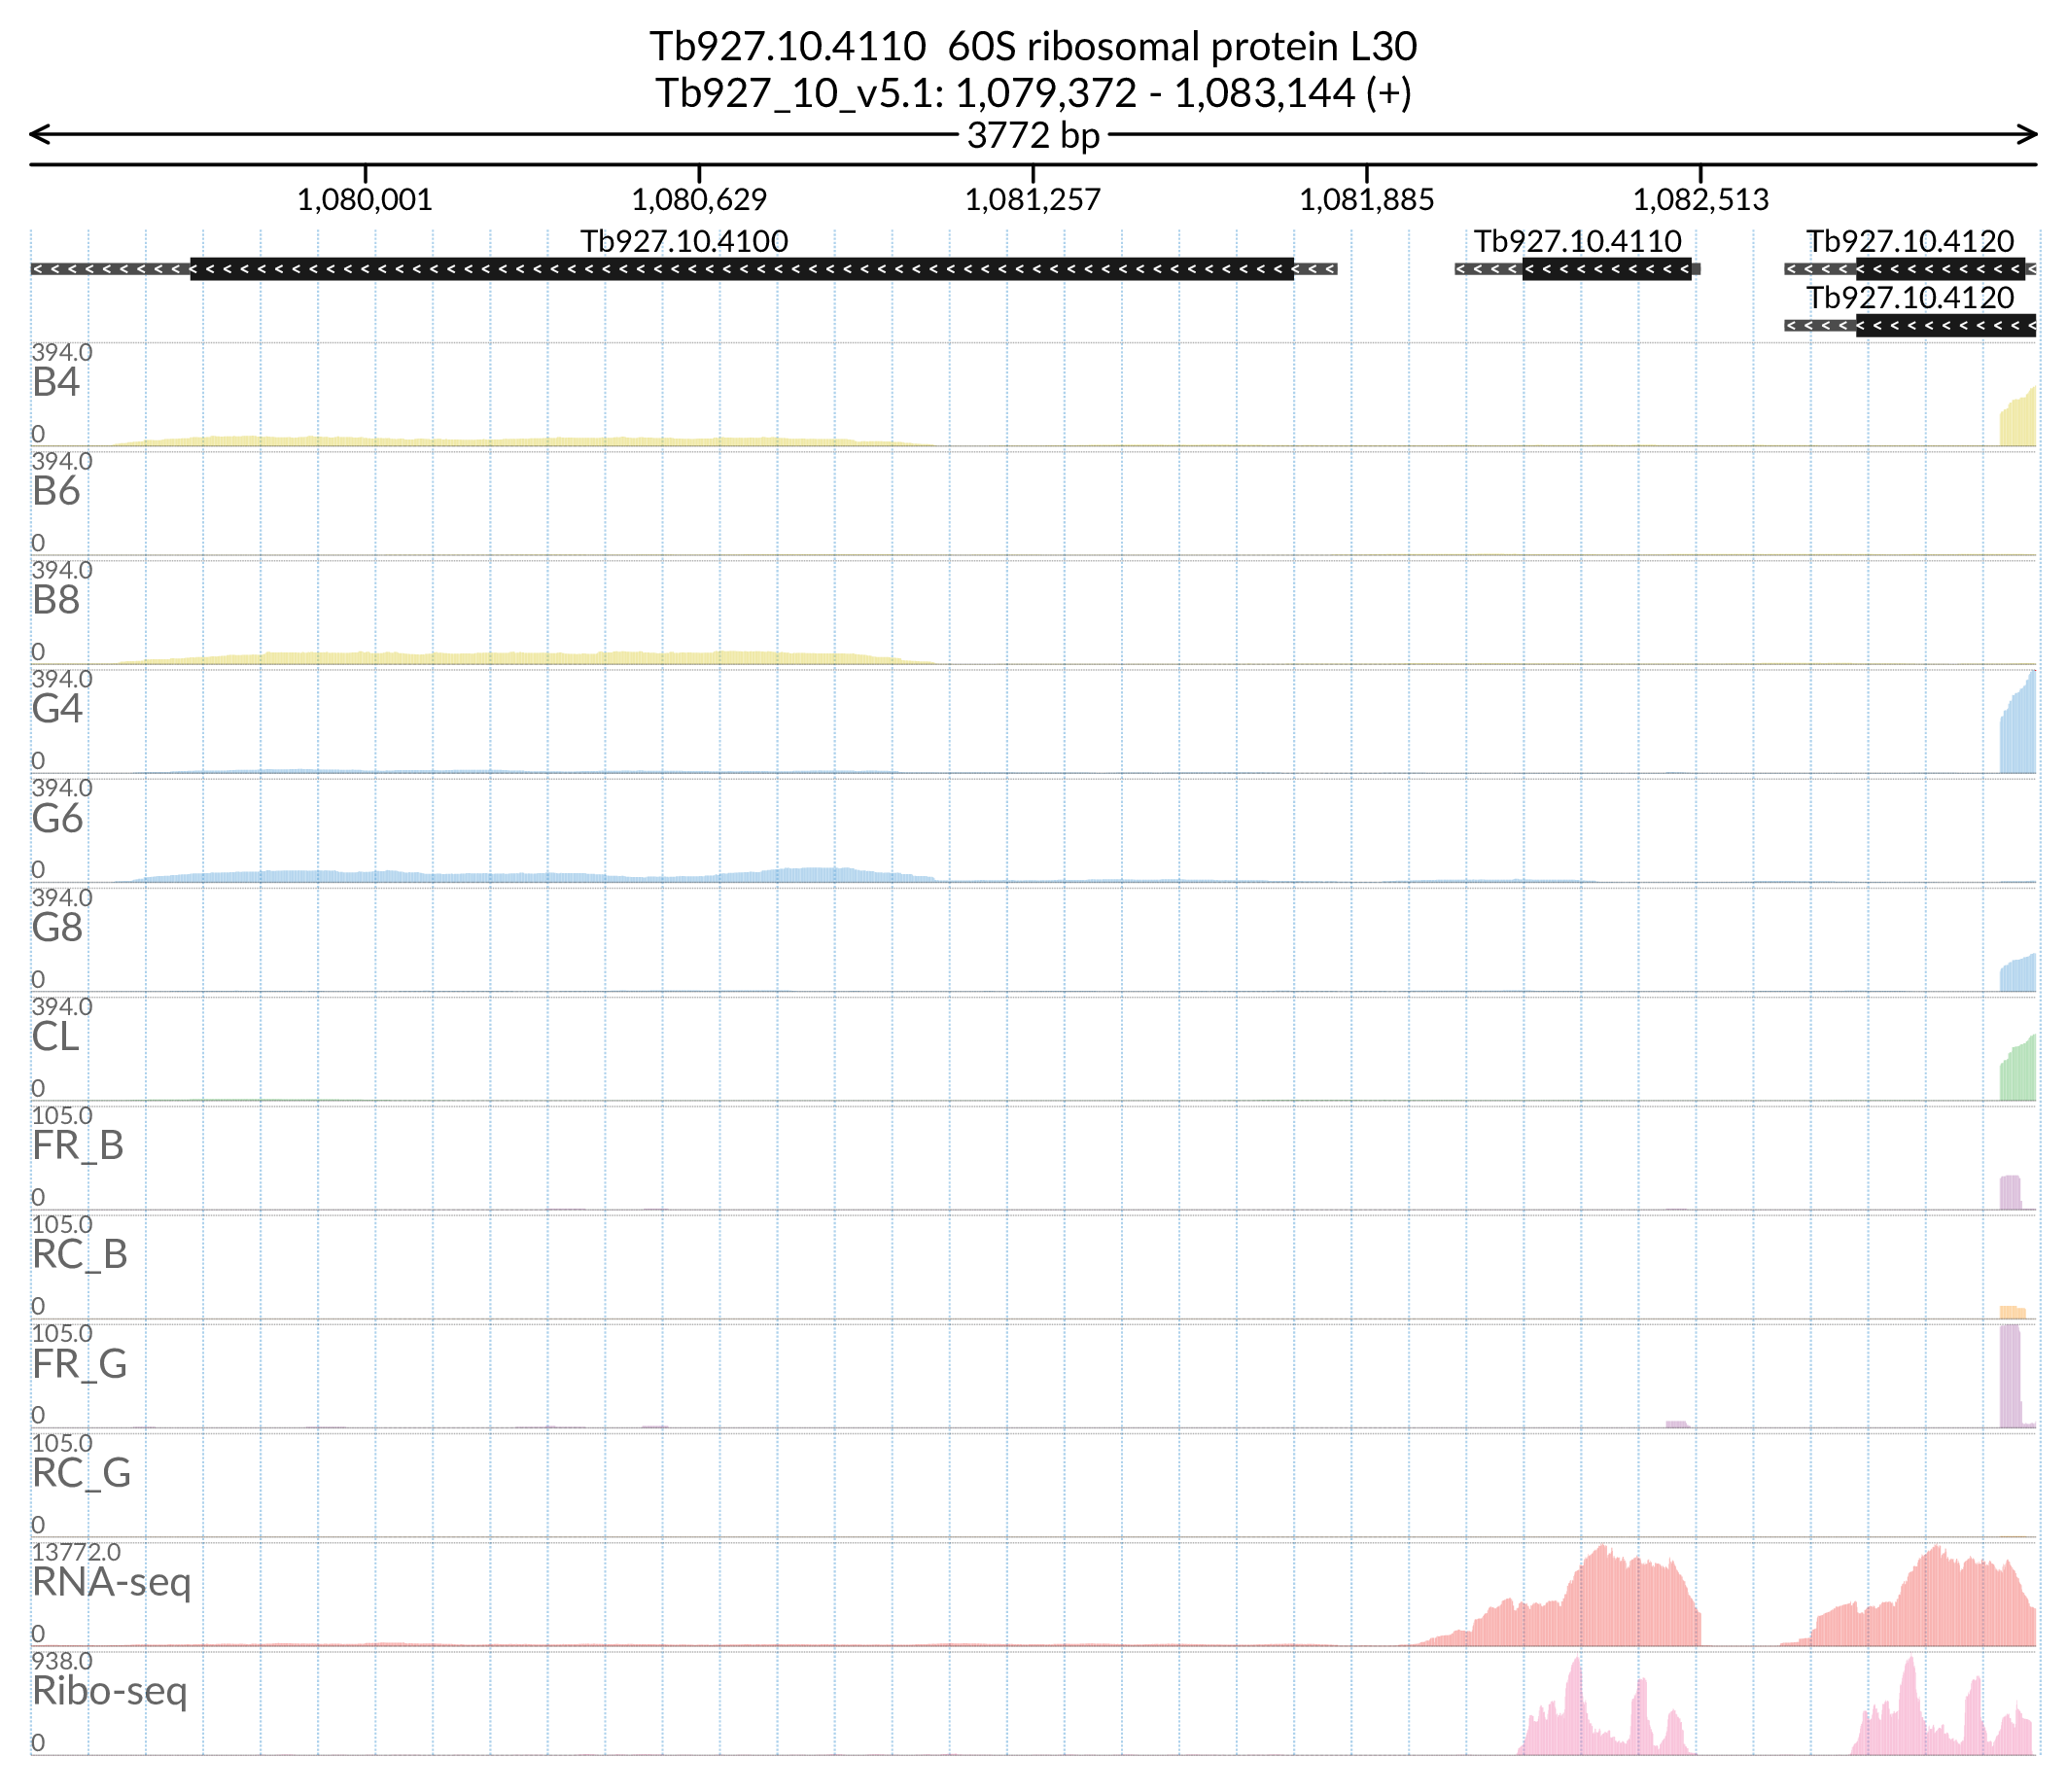 Tb927.10.4110  60S ribosomal protein L30
Tb927_10_v5.1: 1,079,372 - 1,083,144 (+)
3772 bp
1,080,001 1,080,629 1,081,257 1,081,885 1,082,513
Tb927.10.4100 Tb927.10.4110 Tb927.10.4120
Tb927.10.4120
394.0
B4
0
394.0
B6
0
394.0
B8
0
394.0
G4
0
394.0
G6
0
394.0
G8
0
394.0
CL
0
105.0
FR_B
0
105.0
RC_B
0
105.0
FR_G
0
105.0
RC_G
0
13772.0
RNA-seq
0
938.0
Ribo-seq
0